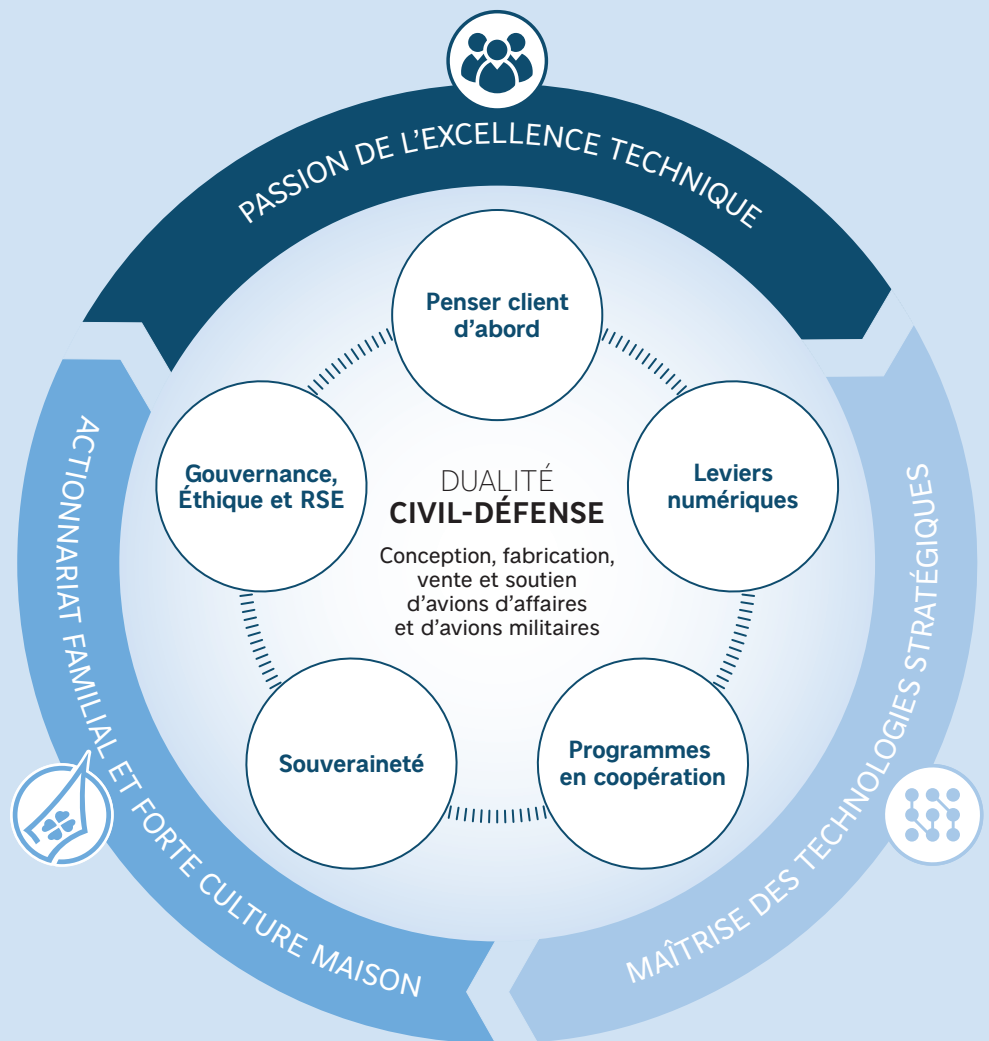 PASSION DE L'EXCELLENCE TECHNIQUE
MAÎTRISE DES TECHNOLOGIES STRATÉGIQUES
ACTIONNARIAT FAMILIAL ET FORTE CULTURE MAISON
Penser client
d'abord
Leviers
numériques
Programmes
en coopération
Souveraineté
Gouvernance,
Éthique et RSE
DUALITÉ
CIVIL-DÉFENSE
Conception, fabrication,
vente et soutien
d'avions d'affaires
et d'avions militaires